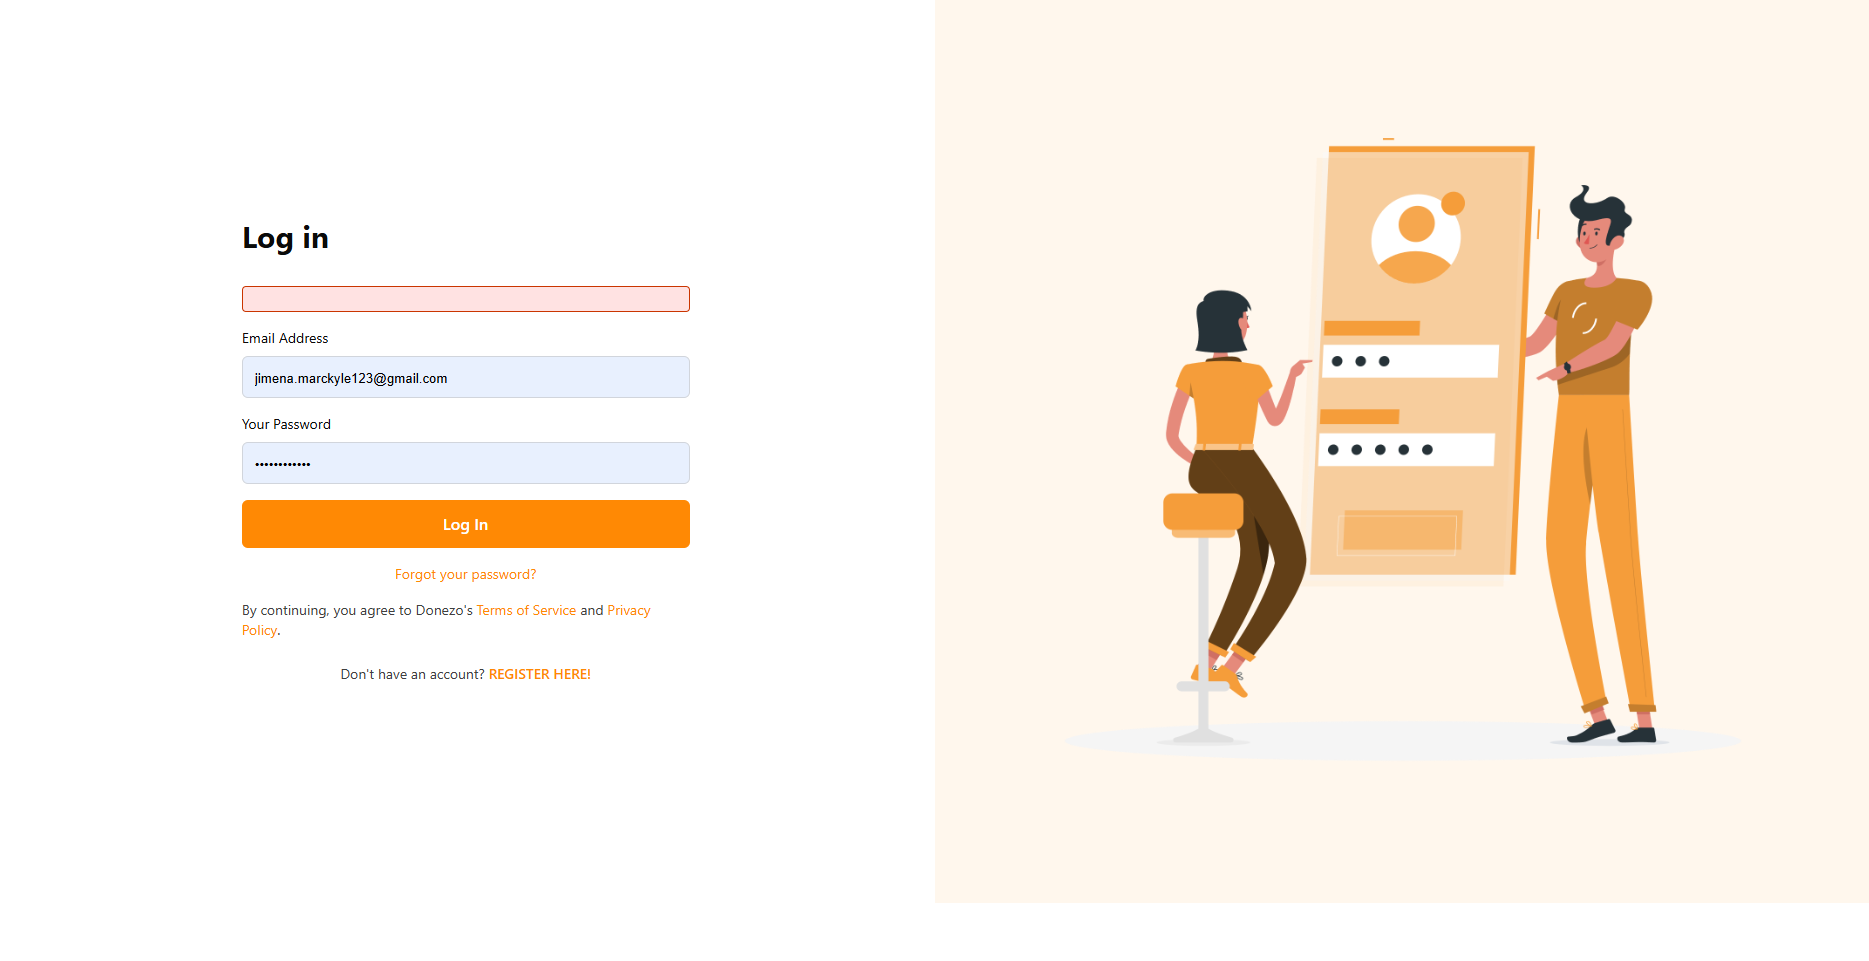 Log in
Email Address
jimena.marckyle123@gmail.com
Your Password
••••••••••••
Log In
Forgot your password?
By continuing, you agree to Donezo's Terms of Service and Privacy
Policy.
Don't have an account? REGISTER HERE!